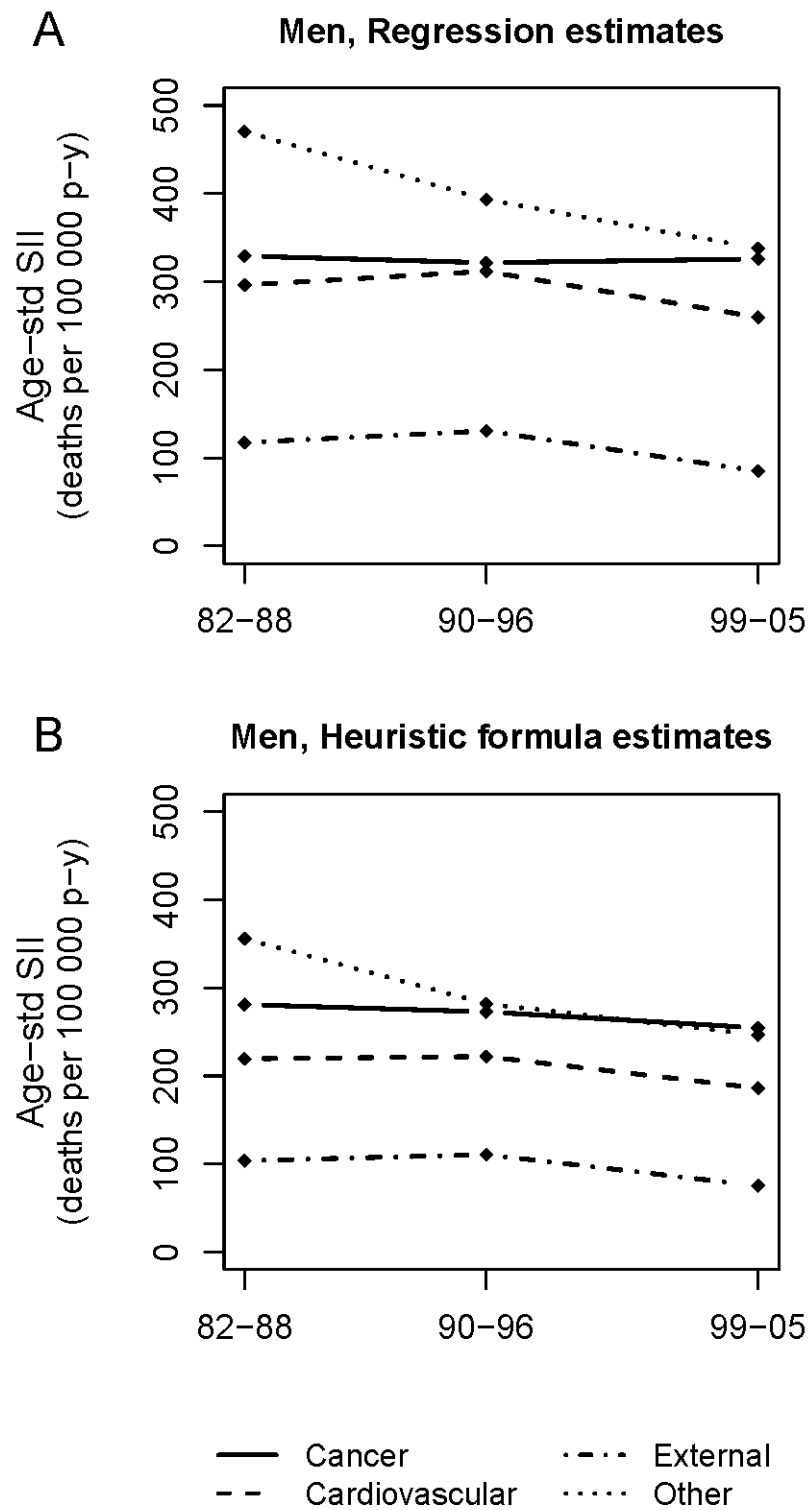 A
Men, Regression estimates
Age−std SII
(deaths per 100 000 p−y)
500
400
300
200
100
0
82−88
90−96
99−05
B
Men, Heuristic formula estimates
Age−std SII
(deaths per 100 000 p−y)
500
400
300
200
100
0
82−88
90−96
99−05
Cancer
External
Cardiovascular
Other